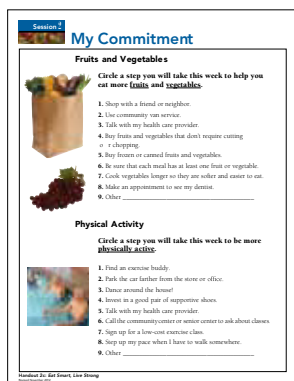 Session 2
My Commitment
Fruits and Vegetables
Circle a step you will take this week to help you
eat more fruits and vegetables.
1. Shop with a friend or neighbor.
2. Use community van service.
3. Talk with my health care provider.
4. Buy fruits and vegetables that don't require cutting
o r chopping.
5. Buy frozen or canned fruits and vegetables.
6. Be sure that each meal has at least one fruit or vegetable.
7. Cook vegetables longer so they are softer and easier to eat.
8. Make an appointment to see my dentist.
9. Other
Physical Activity
Circle a step you will take this week to be more
physically active.
1. Find an exercise buddy.
2. Park the car farther from the store or office.
3. Dance around the house!
4. Invest in a good pair of supportive shoes.
5. Talk with my health care provider.
6. Call the community center or senior center to ask about classes.
7. Sign up for a low-cost exercise class.
8. Step up my pace when I have to walk somewhere.
9. Other
Handout 2c: Eat Smart, Live Strong